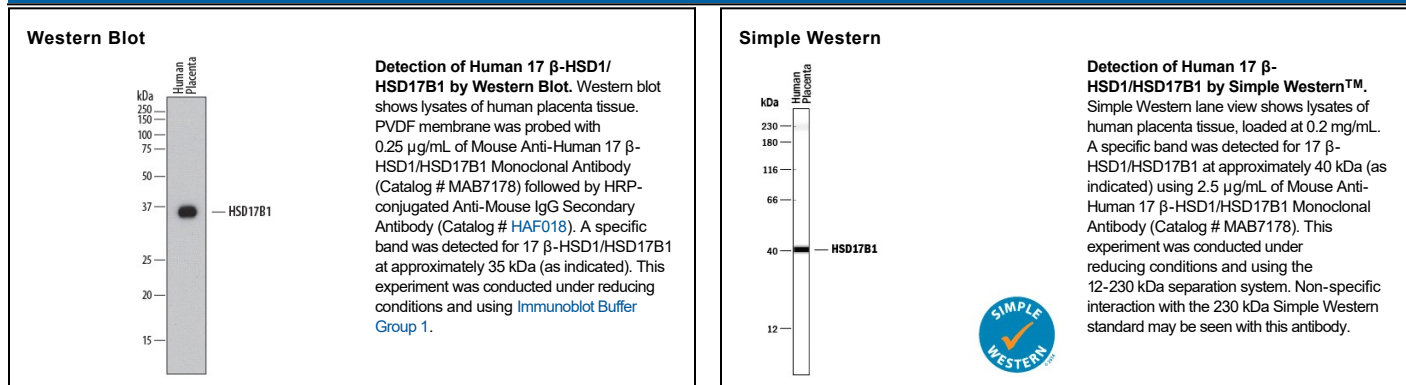 Western Blot
Human
Placenta
kDa
250
150
100
75
50
37
25
20
15
HSD17B1
Detection of Human 17 β-HSD1/
HSD17B1 by Western Blot. Western blot
shows lysates of human placenta tissue.
PVDF membrane was probed with
0.25 µg/mL of Mouse Anti-Human 17 β-
HSD1/HSD17B1 Monoclonal Antibody
(Catalog # MAB7178) followed by HRP-
conjugated Anti-Mouse IgG Secondary
Antibody (Catalog # HAF018). A specific
band was detected for 17 β-HSD1/HSD17B1
at approximately 35 kDa (as indicated). This
experiment was conducted under reducing
conditions and using Immunoblot Buffer
Group 1.
Simple Western
Human
Placenta
kDa
230
180
116
66
40
12
HSD17B1
SIMPLE
WESTERN
Detection of Human 17 β-
HSD1/HSD17B1 by Simple Western™.
Simple Western lane view shows lysates of
human placenta tissue, loaded at 0.2 mg/mL.
A specific band was detected for 17 β-
HSD1/HSD17B1 at approximately 40 kDa (as
indicated) using 2.5 µg/mL of Mouse Anti-
Human 17 β-HSD1/HSD17B1 Monoclonal
Antibody (Catalog # MAB7178). This
experiment was conducted under
reducing conditions and using the
12-230 kDa separation system. Non-specific
interaction with the 230 kDa Simple Western
standard may be seen with this antibody.